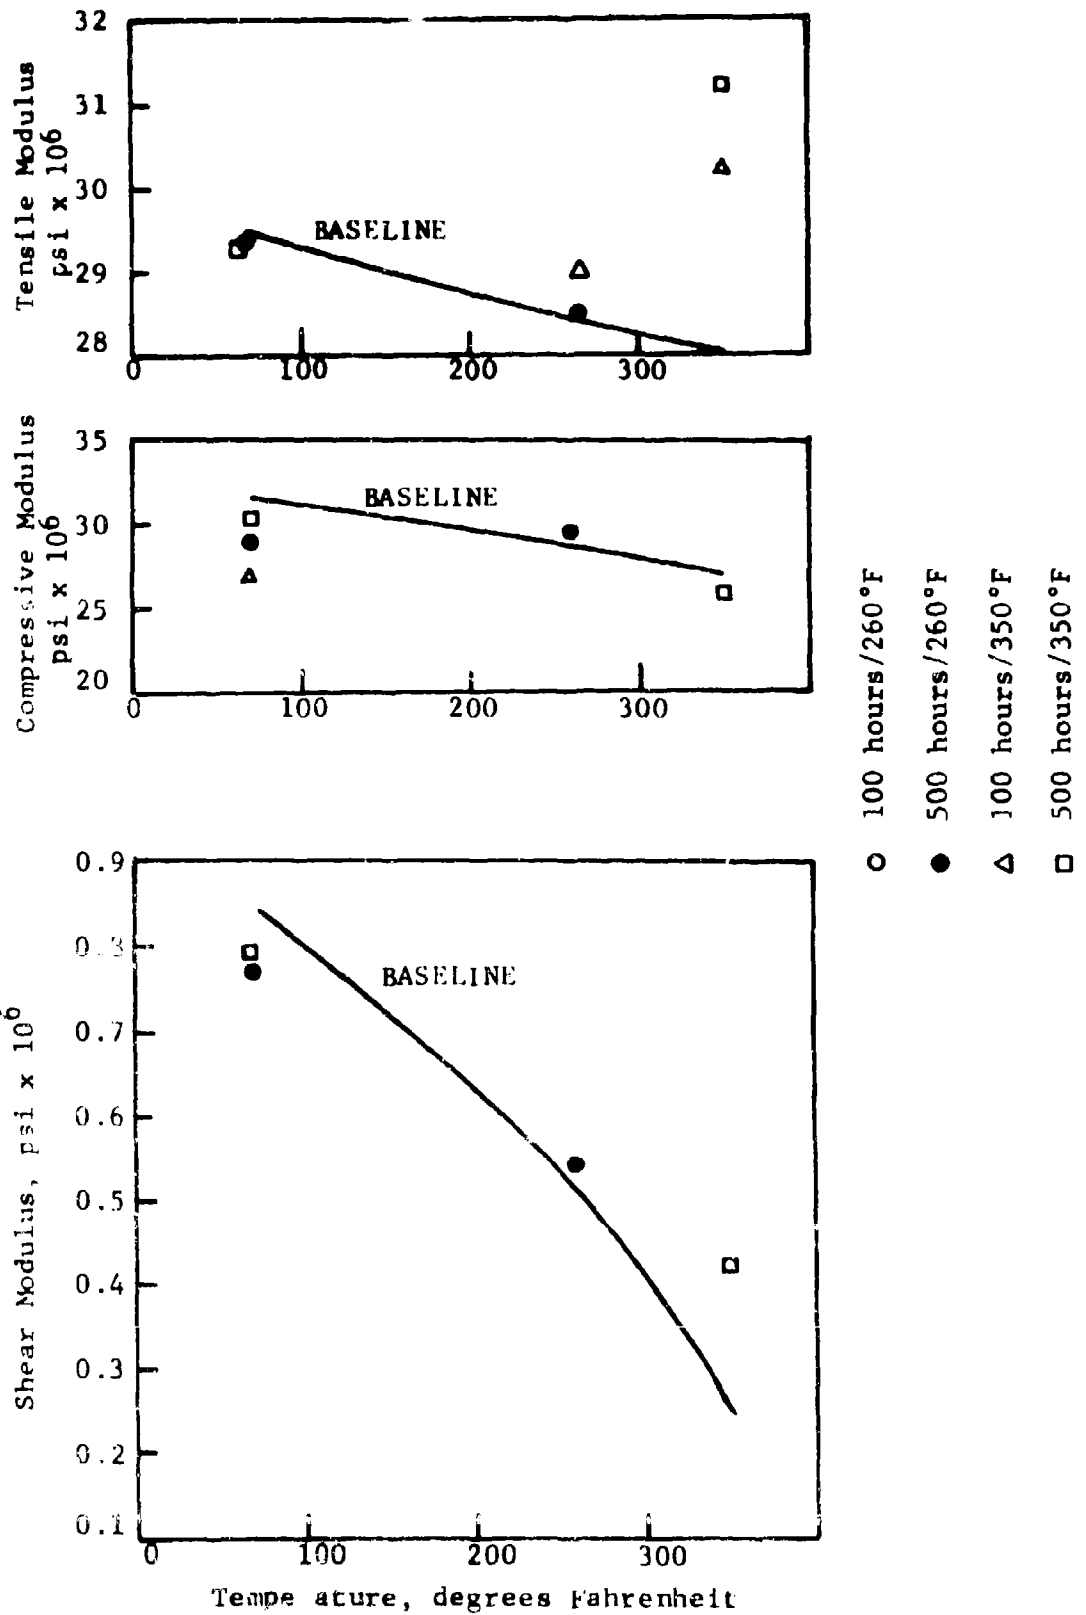 Tensile Modulus
psi x 10^6
32
31
30
29
28
BASELINE
0 100 200 300
Compressive Modulus
psi x 10^6
35
30
25
20
BASELINE
0 100 200 300
Shear Modulus, psi x 10^6
0.9
0.7
0.6
0.5
0.4
0.3
0.2
0.1
BASELINE
0 100 200 300
Tempe ature, degrees Fahrenheit
○ 100 hours/260°F
● 500 hours/260°F
△ 100 hours/350°F
□ 500 hours/350°F